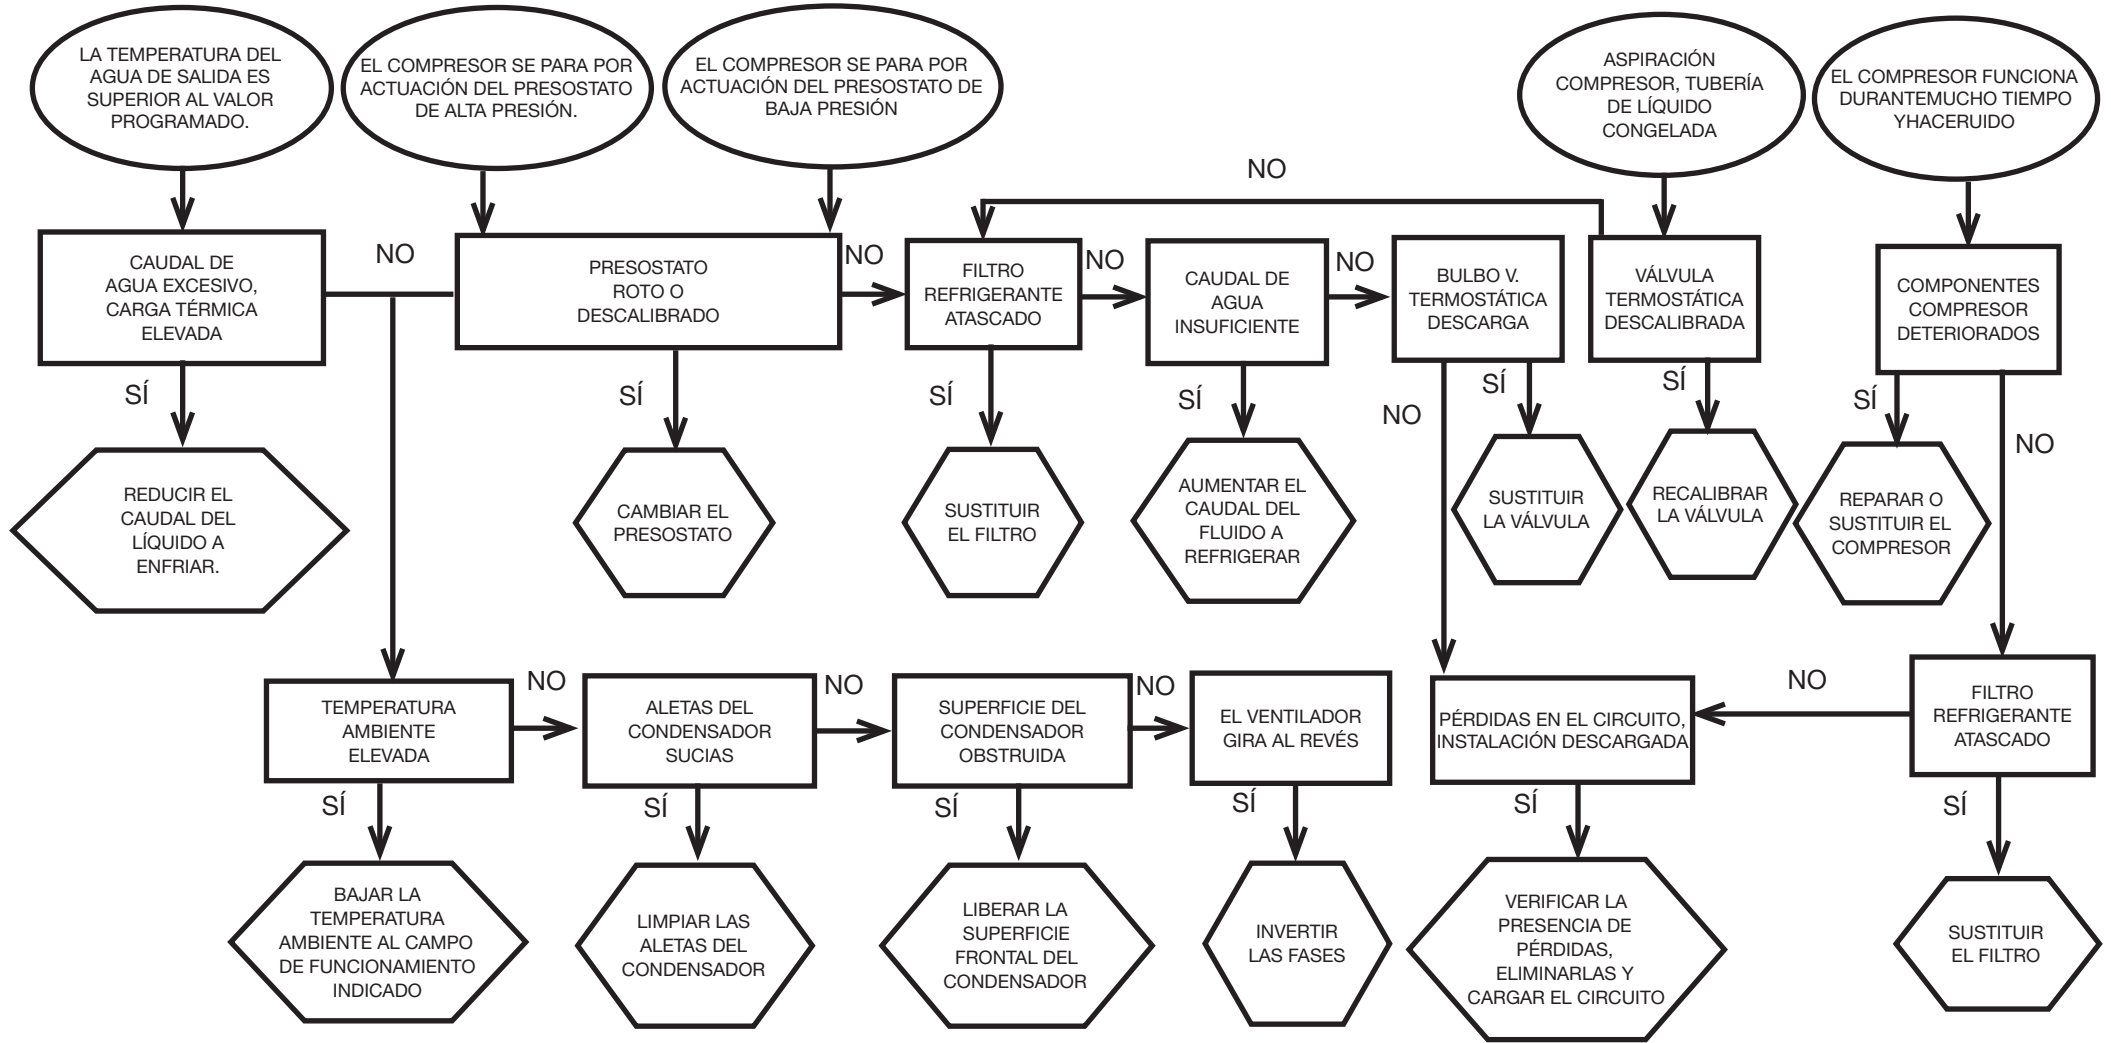 LA TEMPERATURA DEL
AGUA DE SALIDA ES
SUPERIOR AL VALOR
PROGRAMADO.
EL COMPRESOR SE PARA POR
ACTUACIÓN DEL PRESOSTATO
DE ALTA PRESIÓN.
EL COMPRESOR SE PARA POR
ACTUACIÓN DEL PRESOSTATO DE
BAJA PRESIÓN
ASPIRACIÓN
COMPRESOR, TUBERÍA
DE LÍQUIDO
CONGELADA
EL COMPRESOR FUNCIONA
DURANTEMUCHO TIEMPO
YHACERUIDO
NO
CAUDAL DE
AGUA EXCESIVO,
CARGA TÉRMICA
ELEVADA
NO
PRESOSTATO
ROTO O
DESCALIBRADO
NO
FILTRO
REFRIGERANTE
ATASCADO
NO
CAUDAL DE
AGUA
INSUFICIENTE
NO
BULBO V.
TERMOSTÁTICA
DESCARGA
VÁLVULA
TERMOSTÁTICA
DESCALIBRADA
COMPONENTES
COMPRESOR
DETERIORADOS
SÍ
SÍ
SÍ
SÍ
NO
SÍ
SÍ
SÍ
NO
REDUCIR EL
CAUDAL DEL
LÍQUIDO A
ENFRIAR.
CAMBIAR EL
PRESOSTATO
SUSTITUIR
EL FILTRO
AUMENTAR EL
CAUDAL DEL
FLUIDO A
REFRIGERAR
SUSTITUIR
LA VÁLVULA
RECALIBRAR
LA VÁLVULA
REPARAR O
SUSTITUIR EL
COMPRESOR
TEMPERATURA
AMBIENTE
ELEVADA
NO
ALETAS DEL
CONDENSADOR
SUCIAS
NO
SUPERFICIE DEL
CONDENSADOR
OBSTRUIDA
NO
EL VENTILADOR
GIRA AL REVÉS
PÉRDIDAS EN EL CIRCUITO,
INSTALACIÓN DESCARGADA
NO
FILTRO
REFRIGERANTE
ATASCADO
SÍ
SÍ
SÍ
SÍ
SÍ
SÍ
BAJAR LA
TEMPERATURA
AMBIENTE AL CAMPO
DE FUNCIONAMIENTO
INDICADO
LIMPIAR LAS
ALETAS DEL
CONDENSADOR
LIBERAR LA
SUPERFICIE
FRONTAL DEL
CONDENSADOR
INVERTIR
LAS FASES
VERIFICAR LA
PRESENCIA DE
PÉRDIDAS,
ELIMINARLAS Y
CARGAR EL CIRCUITO
SUSTITUIR
EL FILTRO